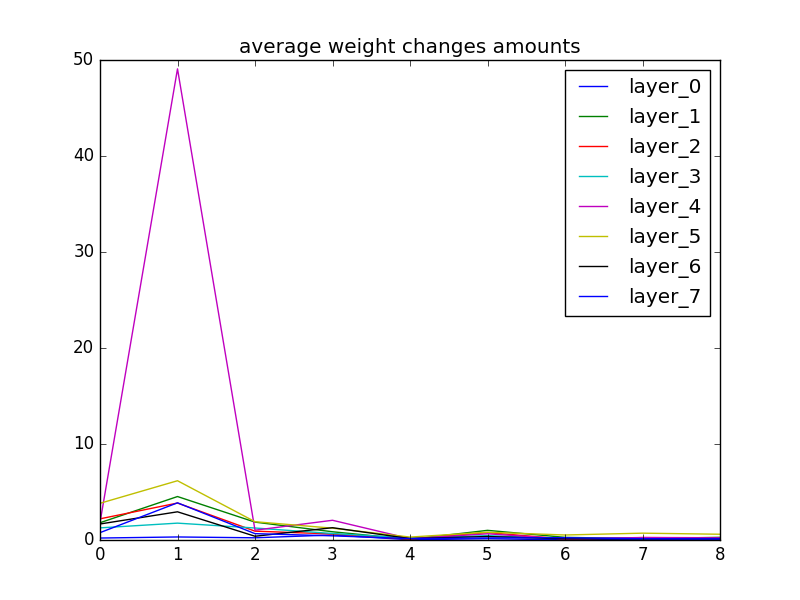 average weight changes amounts
50
40
30
20
10
0
0 1 2 3 4 5 6 7 8
layer_0
layer_1
layer_2
layer_3
layer_4
layer_5
layer_6
layer_7